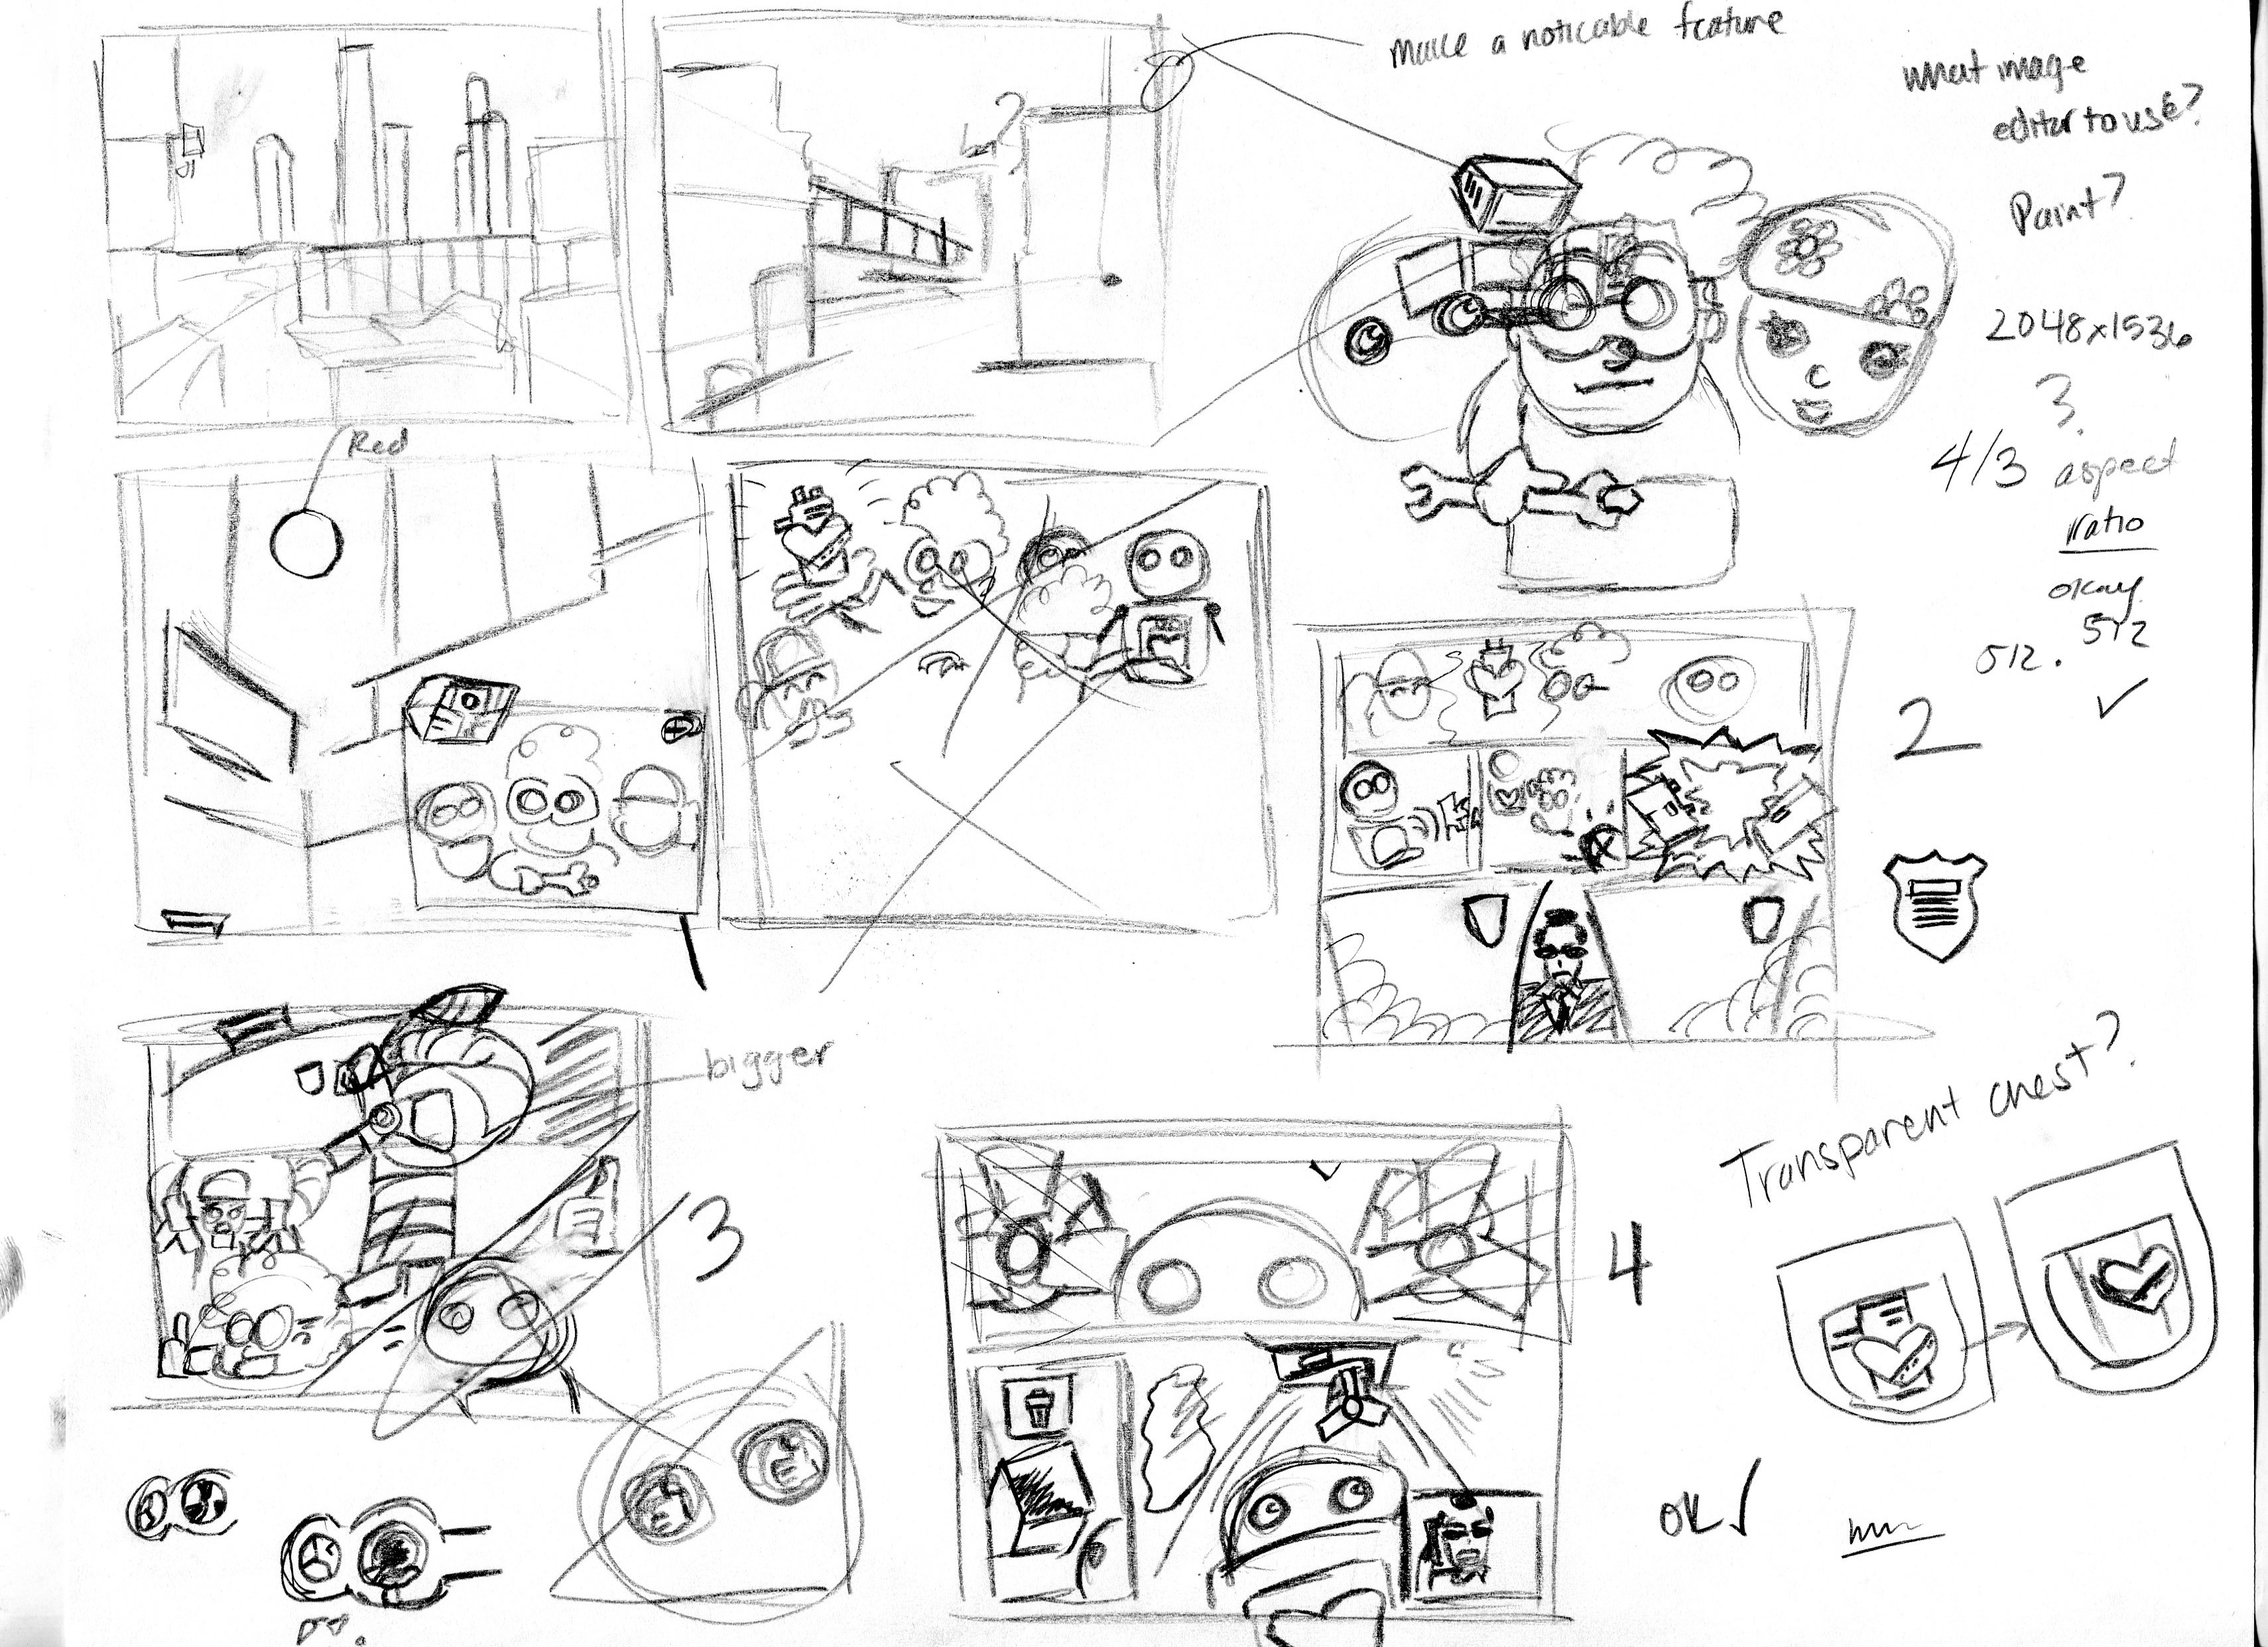 Make a noticable feature
What image
editor to use?
Paint?
2048x1536
3.
4/3 aspect
ratio
okay
512
512.
Red
2
bigger
3
Transparent chest?
4
OK